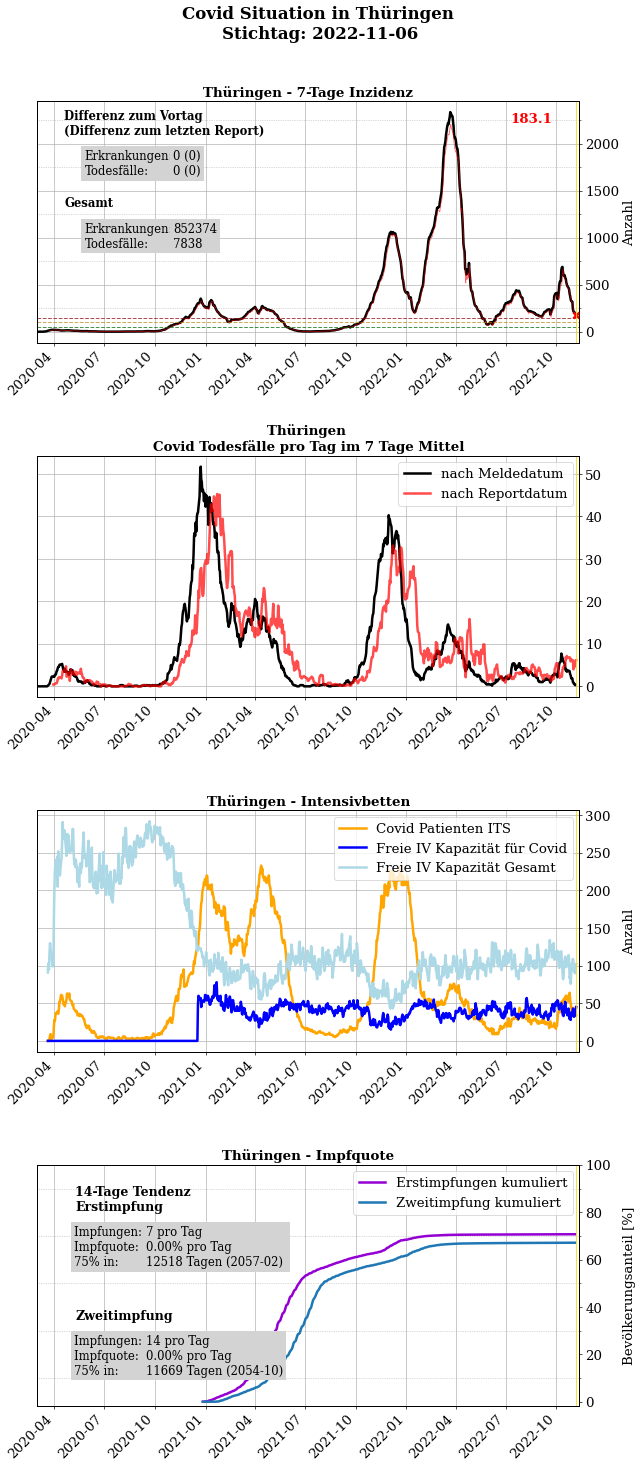 Covid Situation in Thüringen
Stichtag: 2022-11-06
Thüringen - 7-Tage Inzidenz
Differenz zum Vortag
(Differenz zum letzten Report)
Erkrankungen 0 (0)
Todesfälle: 0 (0)
Gesamt
Erkrankungen 852374
Todesfälle: 7838
183.1
2000
1500
1000
500
0
Anzahl
2020-04
2020-07
2020-10
2021-01
2021-04
2021-07
2021-10
2022-01
2022-04
2022-07
2022-10
Thüringen
Covid Todesfälle pro Tag im 7 Tage Mittel
nach Meldedatum
nach Reportdatum
50
40
30
20
10
0
2020-04
2020-07
2020-10
2021-01
2021-04
2021-07
2021-10
2022-01
2022-04
2022-07
2022-10
Thüringen - Intensivbetten
Covid Patienten ITS
Freie IV Kapazität für Covid
Freie IV Kapazität Gesamt
300
250
200
150
100
50
0
Anzahl
2020-04
2020-07
2020-10
2021-01
2021-04
2021-07
2021-10
2022-01
2022-04
2022-07
2022-10
Thüringen - Impfquote
14-Tage Tendenz
Erstimpfung
Impfungen: 7 pro Tag
Impfquote: 0.00% pro Tag
75% in: 12518 Tagen (2057-02)
Zweitimpfung
Impfungen: 14 pro Tag
Impfquote: 0.00% pro Tag
75% in: 11669 Tagen (2054-10)
Erstimpfungen kumuliert
Zweitimpfung kumuliert
100
80
60
40
20
0
Bevölkerungsanteil [%]
2020-04
2020-07
2020-10
2021-01
2021-04
2021-07
2021-10
2022-01
2022-04
2022-07
2022-10